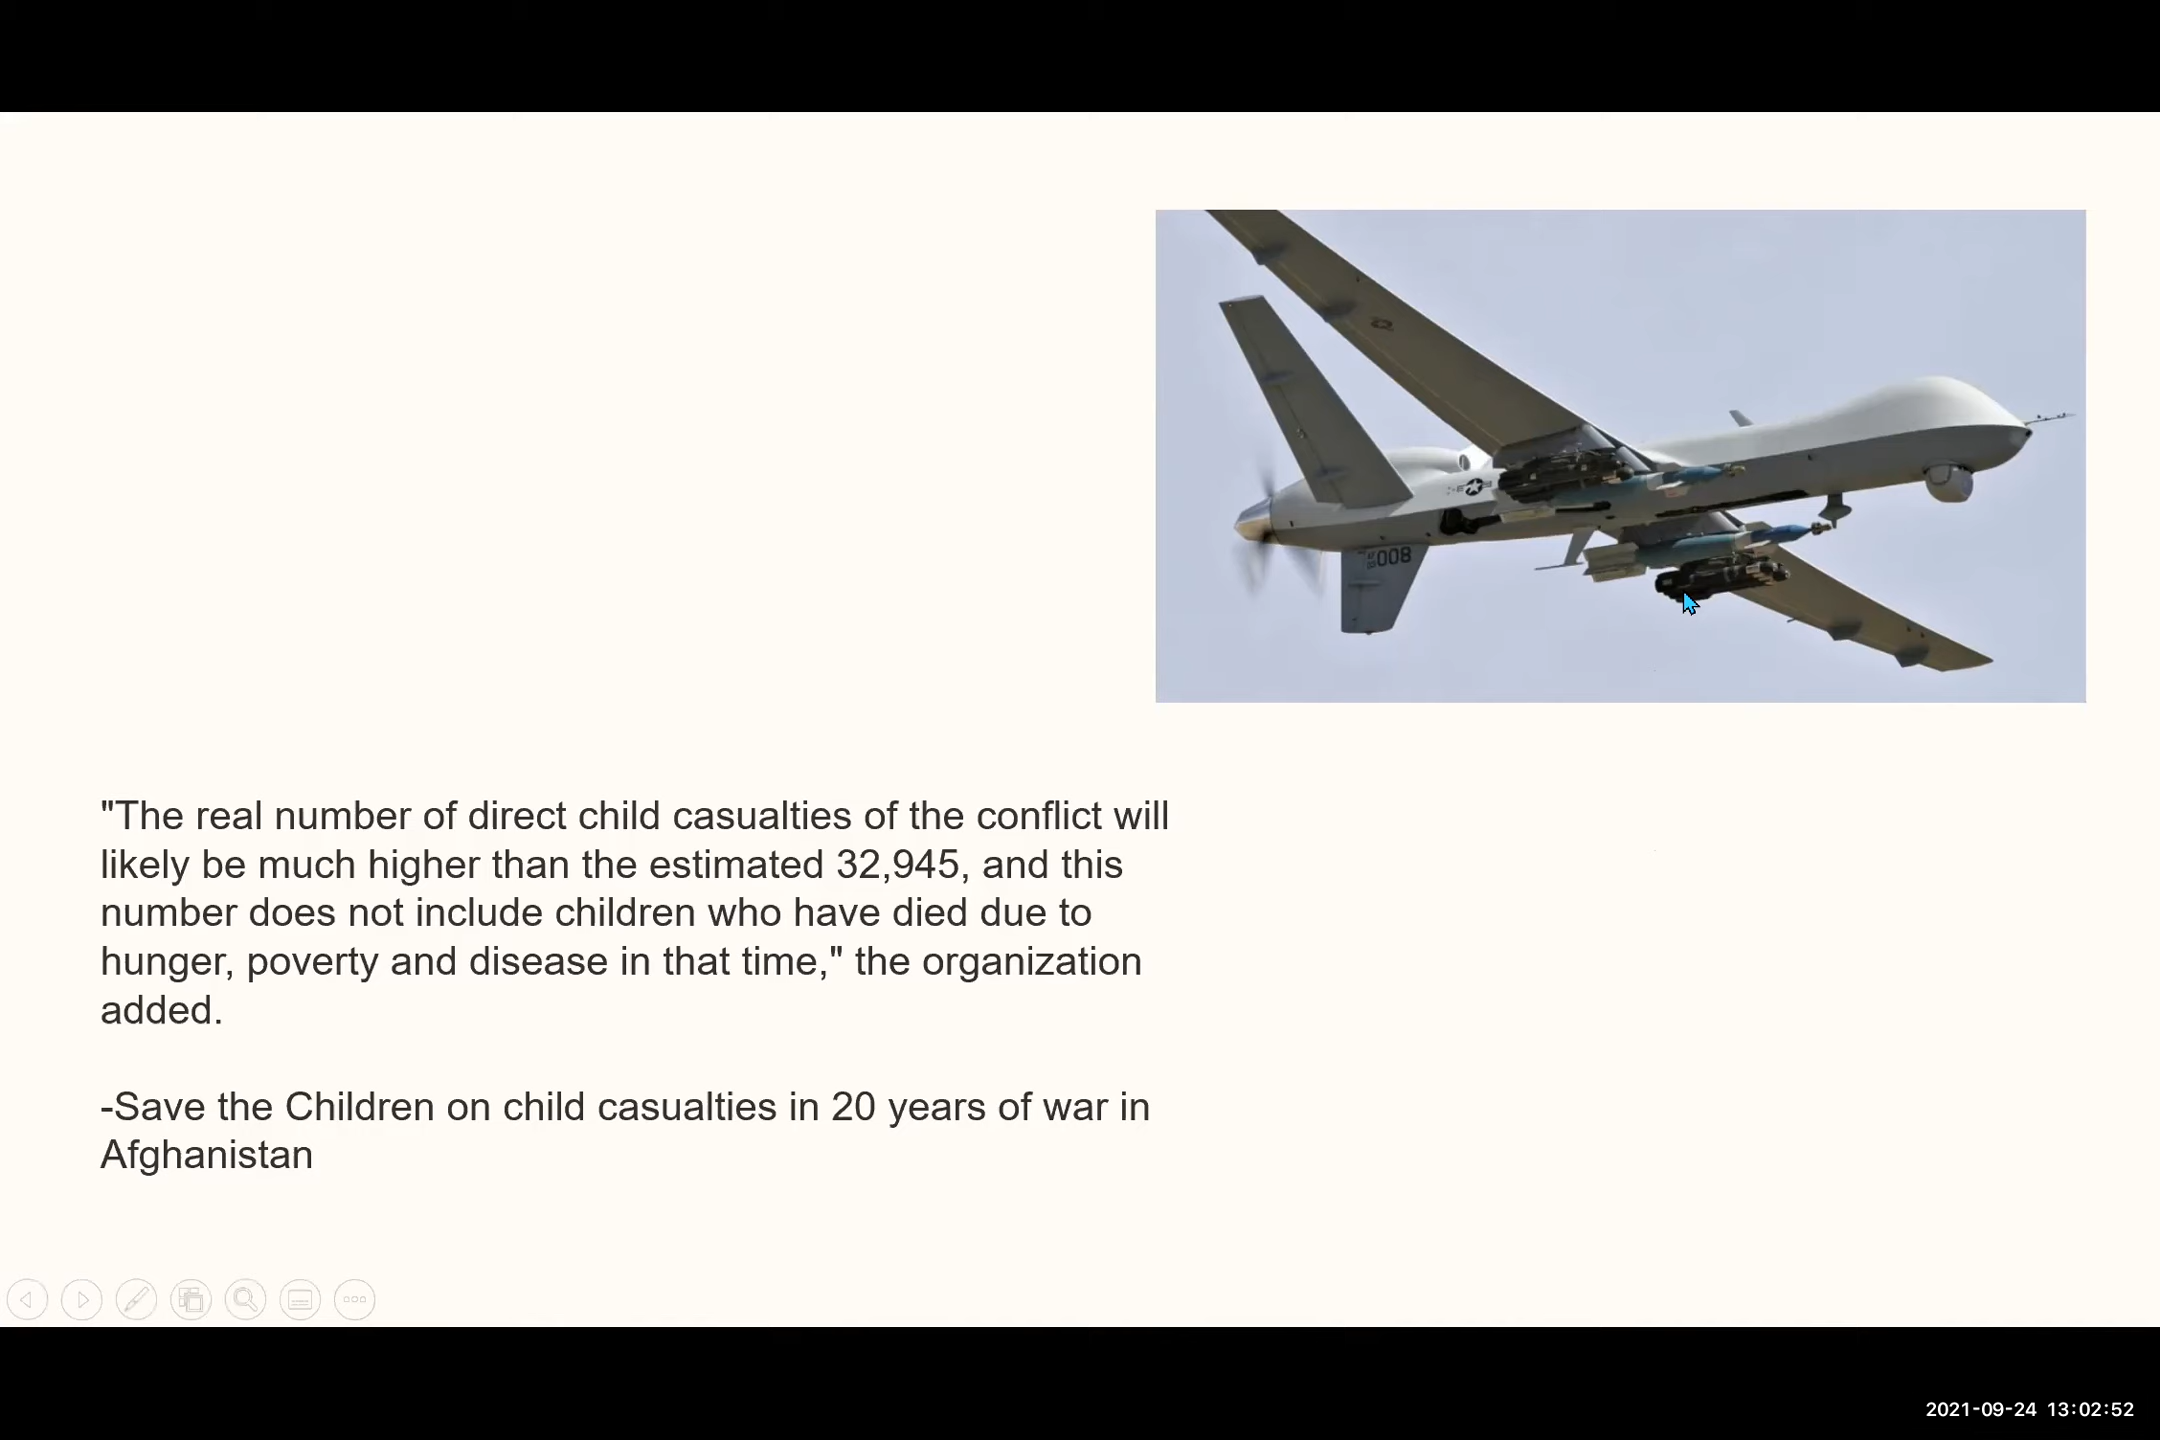 008
"The real number of direct child casualties of the conflict will
likely be much higher than the estimated 32,945, and this
number does not include children who have died due to
hunger, poverty and disease in that time," the organization
added.
-Save the Children on child casualties in 20 years of war in
Afghanistan
2021-09-24 13:02:52